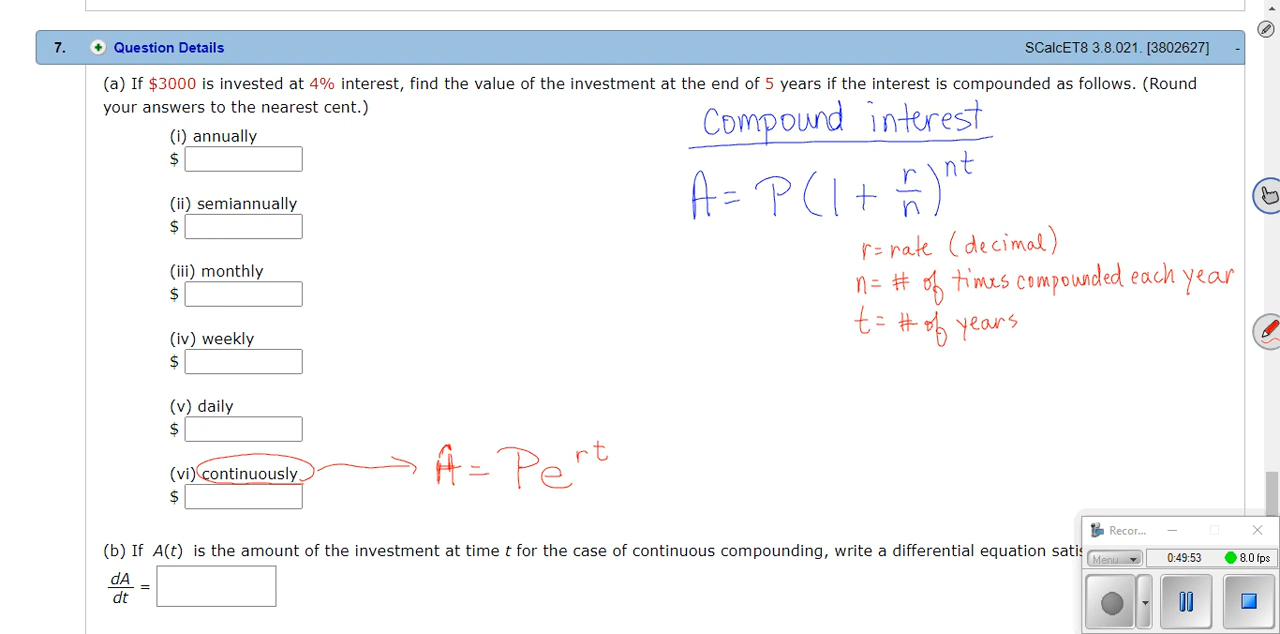 7. Question Details SCalcET8 3.8.021. [3802627] -
(a) If $3000 is invested at 4% interest, find the value of the investment at the end of 5 years if the interest is compounded as follows. (Round
your answers to the nearest cent.)
Compound interest
(i) annually
$
A = P(1 + r/n)^nt
(ii) semiannually
$
r = rate (decimal)
(iii) monthly
n = # of times compounded each year
$
t = # of years
(iv) weekly
$
(v) daily
$
(vi) continuously → A = Pe^rt
$
(b) If A(t) is the amount of the investment at time t for the case of continuous compounding, write a differential equation
dA
dt
=
Recor...
Menu
0:49:53
8.0 fps